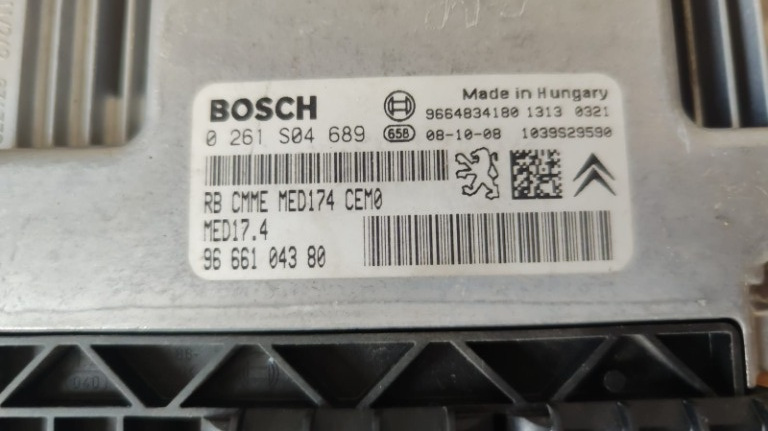 BOSCH
Made in Hungary
9664834180 1313 0321
0 261 S04 689 658 08-10-08 1039S29590
RB CMME MED174 CEM0
MED17.4
96 661 043 80